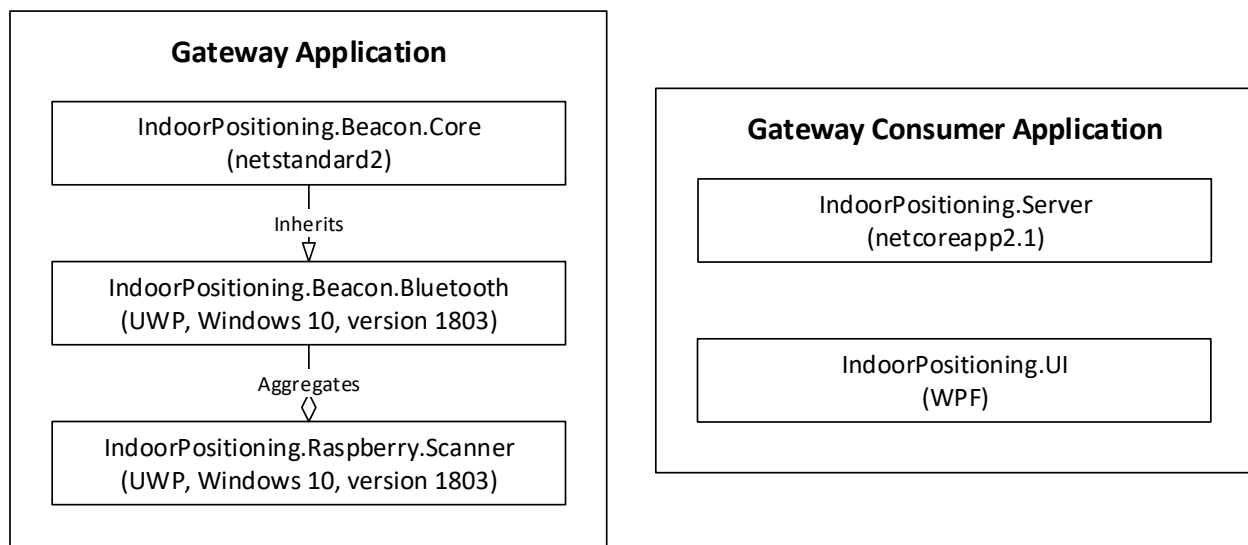 Gateway Application
IndoorPositioning.Beacon.Core
(netstandard2)
Inherits
IndoorPositioning.Beacon.Bluetooth
(UWP, Windows 10, version 1803)
Aggregates
IndoorPositioning.Raspberry.Scanner
(UWP, Windows 10, version 1803)
Gateway Consumer Application
IndoorPositioning.Server
(netcoreapp2.1)
IndoorPositioning.UI
(WPF)